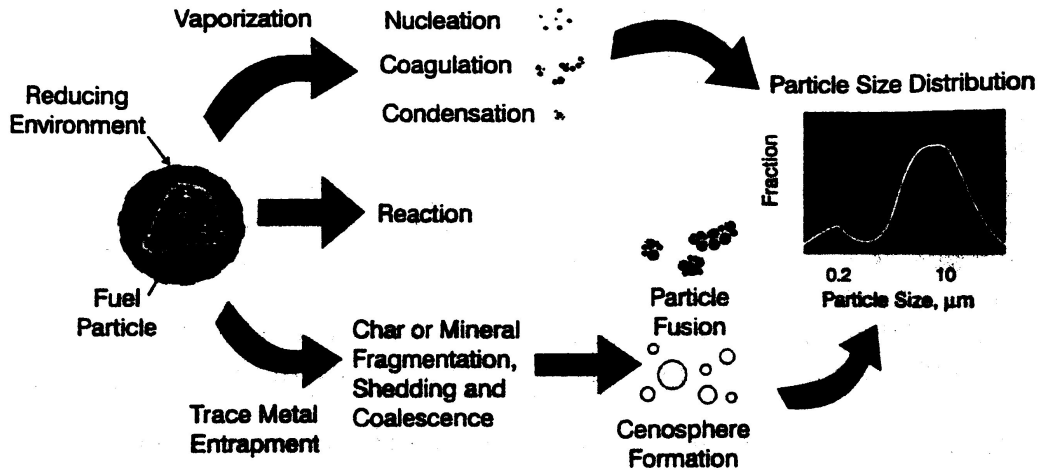 Vaporization
Nucleation
Coagulation
Condensation
Reducing
Environment
Fuel
Particle
Reaction
Trace Metal
Entrapment
Char or Mineral
Fragmentation,
Shedding and
Coalescence
Particle
Fusion
Cenosphere
Formation
Particle Size Distribution
Fraction
0.2
10
Particle Size, μm